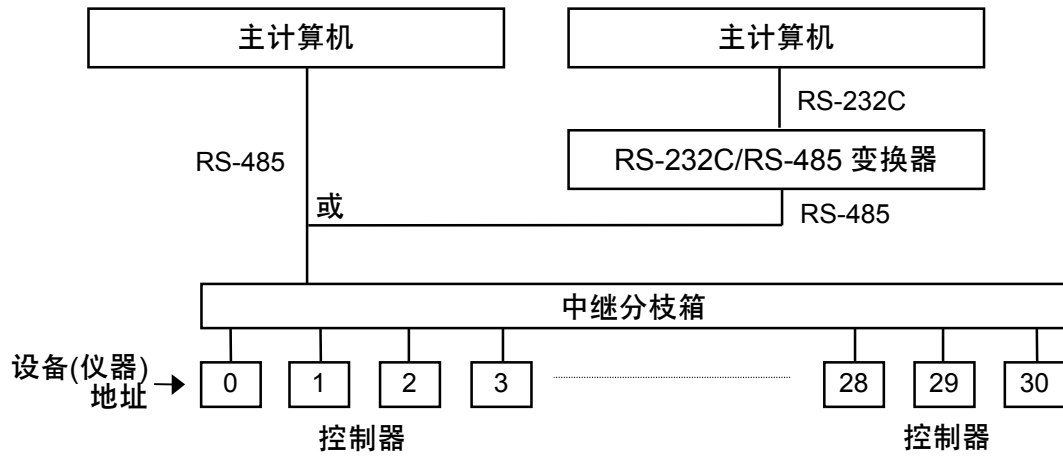 主计算机
主计算机
RS-232C
RS-485
RS-232C/RS-485 变换器
或
RS-485
中继分枝箱
设备(仪器)
地址
0 1 2 3 28 29 30
控制器
控制器